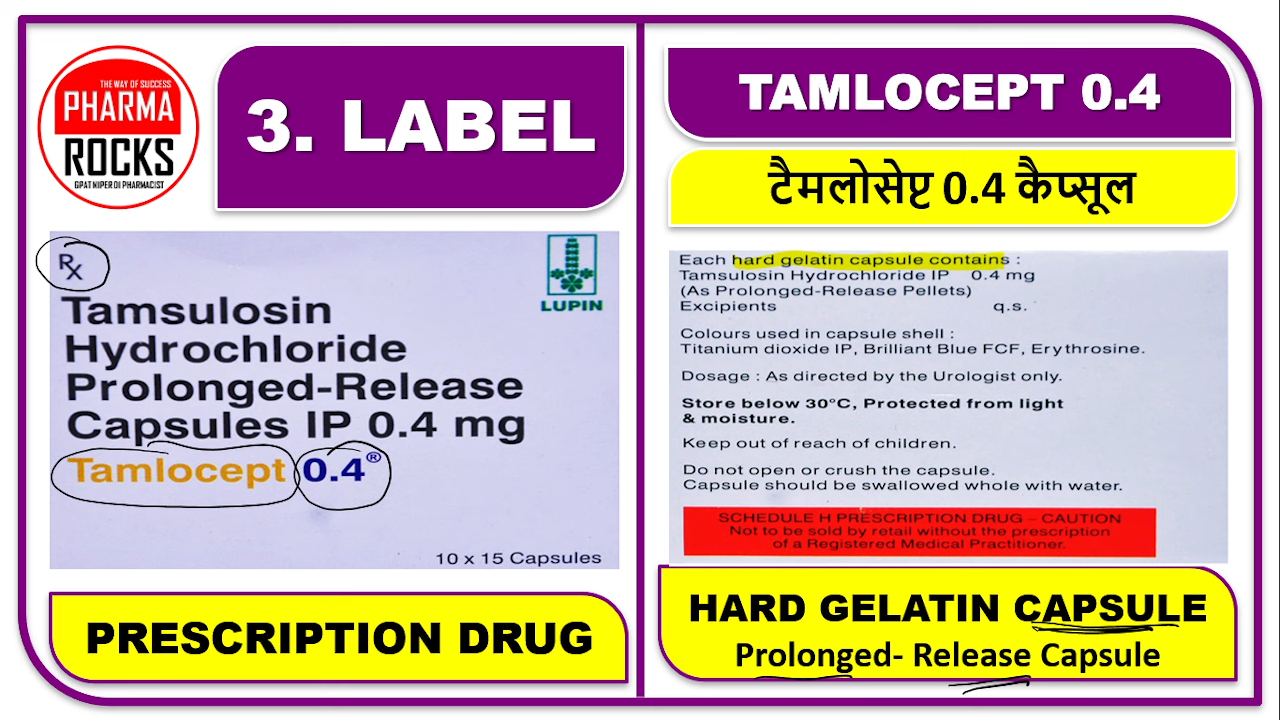 THE WAY OF SUCCESS
PHARMA
ROCKS
GPAT NIPER DI PHARMACIST
3. LABEL
Rx
LUPIN
Tamsulosin
Hydrochloride
Prolonged-Release
Capsules IP 0.4 mg
Tamlocept 0.4®
10 x 15 Capsules
PRESCRIPTION DRUG
TAMLOCEPT 0.4
टैमलोसेप्ट 0.4 कैप्सूल
Each hard gelatin capsule contains :
Tamsulosin Hydrochloride IP 0.4 mg
(As Prolonged-Release Pellets)
Excipients q.s.
Colours used in capsule shell :
Titanium dioxide IP, Brilliant Blue FCF, Erythrosine.
Dosage : As directed by the Urologist only.
Store below 30°C, Protected from light
& moisture.
Keep out of reach of children.
Do not open or crush the capsule.
Capsule should be swallowed whole with water.
SCHEDULE H PRESCRIPTION DRUG – CAUTION
Not to be sold by retail without the prescription
of a Registered Medical Practitioner.
HARD GELATIN CAPSULE
Prolonged- Release Capsule